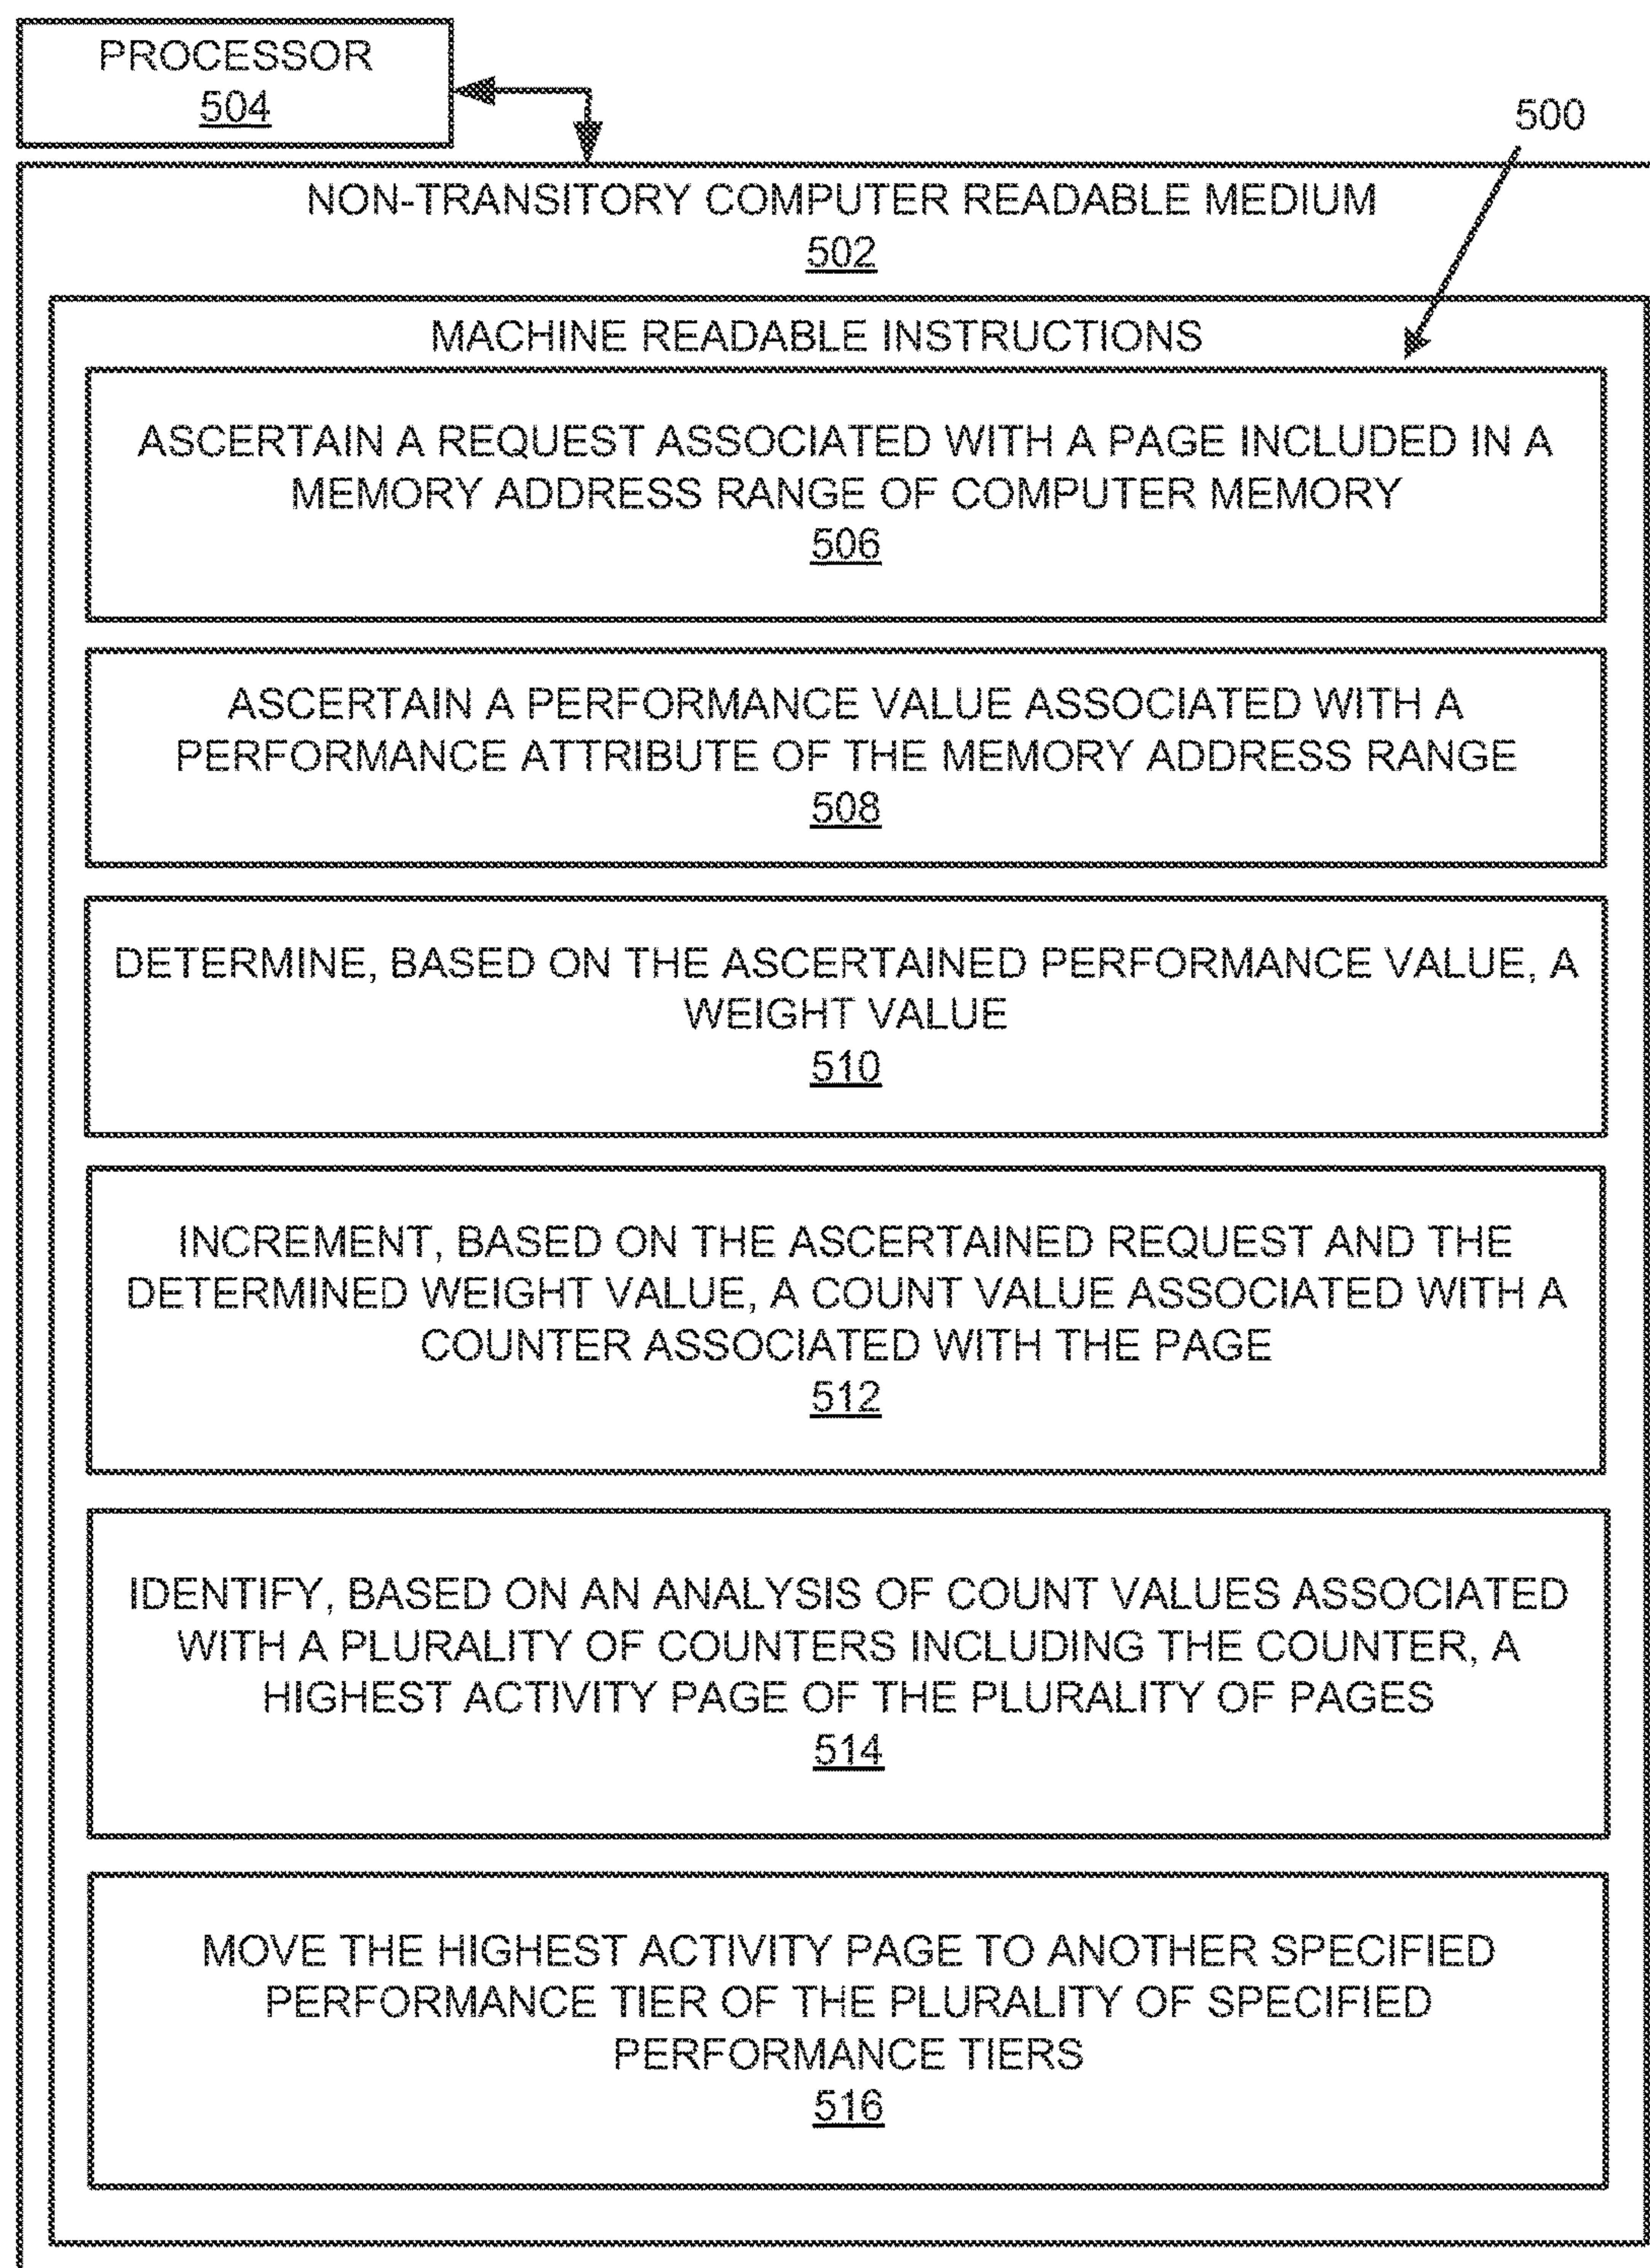 PROCESSOR
504
500
NON-TRANSITORY COMPUTER READABLE MEDIUM
502
MACHINE READABLE INSTRUCTIONS
ASCERTAIN A REQUEST ASSOCIATED WITH A PAGE INCLUDED IN A
MEMORY ADDRESS RANGE OF COMPUTER MEMORY
506
ASCERTAIN A PERFORMANCE VALUE ASSOCIATED WITH A
PERFORMANCE ATTRIBUTE OF THE MEMORY ADDRESS RANGE
508
DETERMINE, BASED ON THE ASCERTAINED PERFORMANCE VALUE, A
WEIGHT VALUE
510
INCREMENT, BASED ON THE ASCERTAINED REQUEST AND THE
DETERMINED WEIGHT VALUE, A COUNT VALUE ASSOCIATED WITH A
COUNTER ASSOCIATED WITH THE PAGE
512
IDENTIFY, BASED ON AN ANALYSIS OF COUNT VALUES ASSOCIATED
WITH A PLURALITY OF COUNTERS INCLUDING THE COUNTER, A
HIGHEST ACTIVITY PAGE OF THE PLURALITY OF PAGES
514
MOVE THE HIGHEST ACTIVITY PAGE TO ANOTHER SPECIFIED
PERFORMANCE TIER OF THE PLURALITY OF SPECIFIED
PERFORMANCE TIERS
516